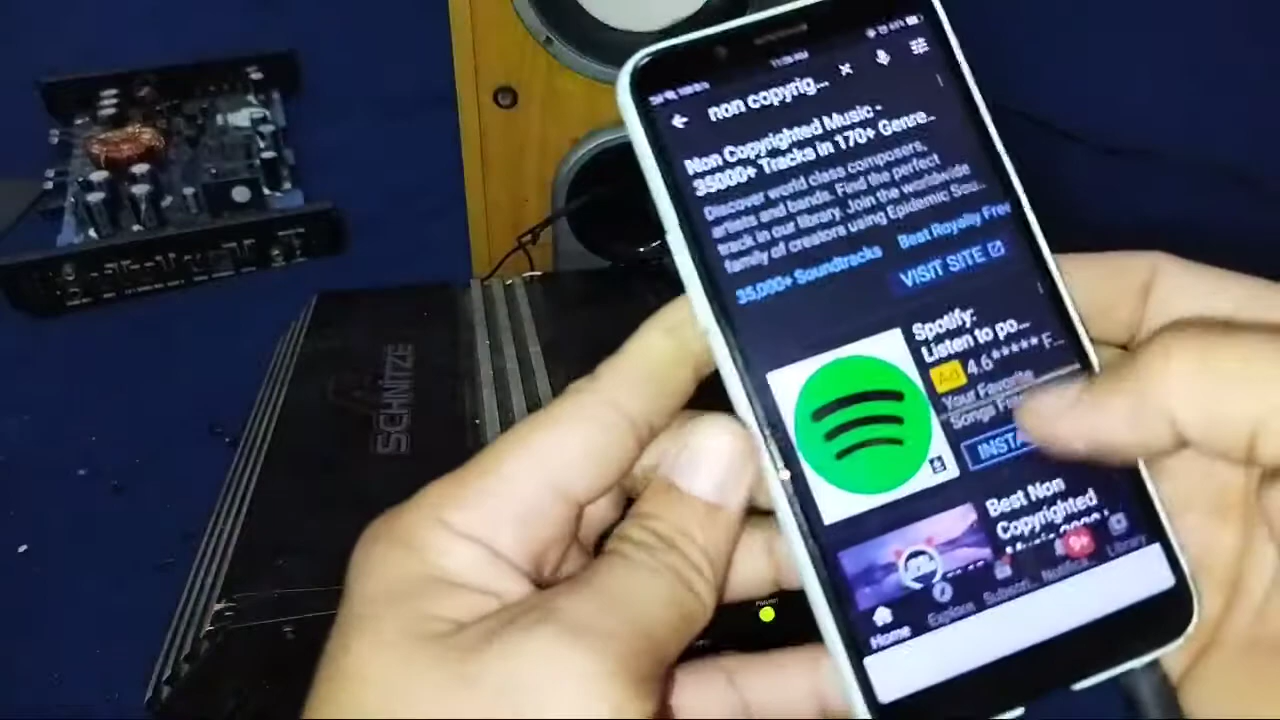 non copyrig...
Non Copyrighted Music -
35000+ Tracks in 170+ Genre..
Discover world class composers,
artists and bands. Find the perfect
track in our library. Join the worldwide
family of creators using Epidemic Sou..
35,000+ Soundtracks
Best Royalty Free
VISIT SITE
Spotify:
Listen to po...
Ad 4.6***** F...
Your Favorite
Songs
INSTA
Best Non
Copyrighted
Home
Explore
Subscri...
Notifica...
9+
Library
SCHNITZE